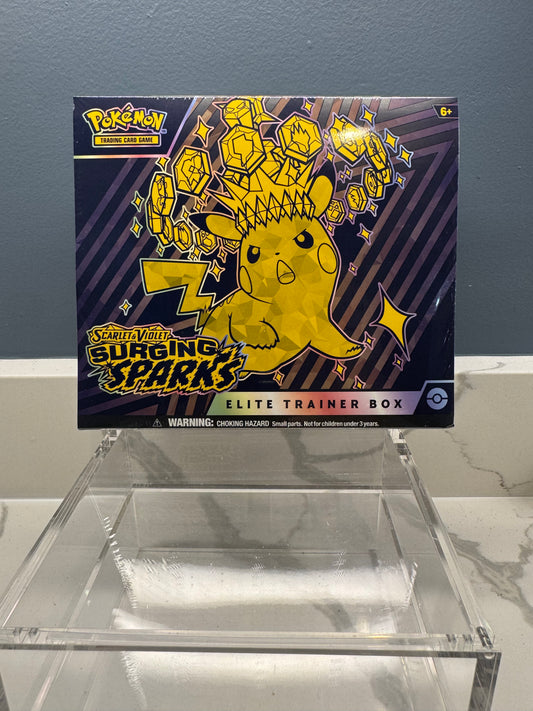 POKéMON
TRADING CARD GAME
6+
SCARLET & VIOLET
SURGING
SPARKS
ELITE TRAINER BOX
WARNING: CHOKING HAZARD Small parts. Not for children under 3 years.